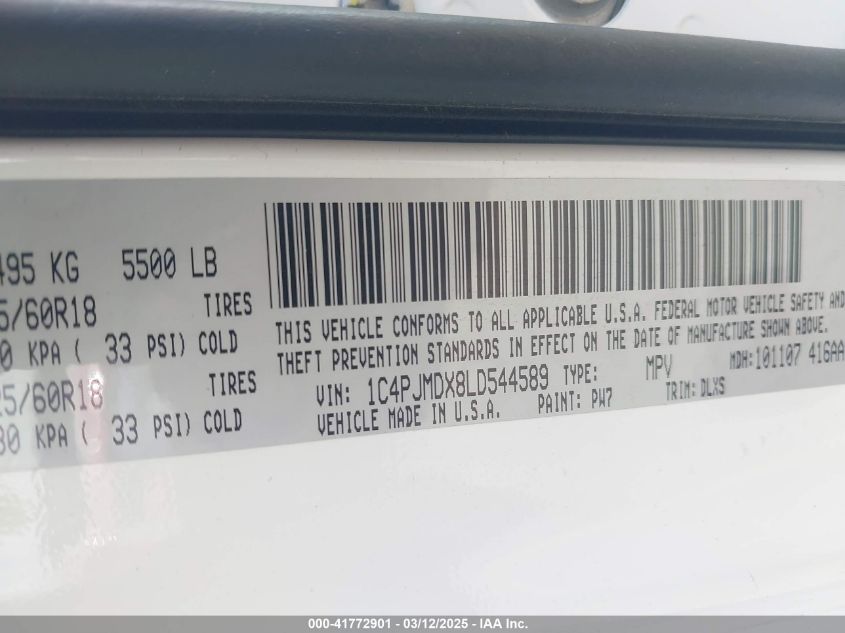 495 KG 5500 LB
5/60R18 TIRES
0 KPA ( 33 PSI) COLD
25/60R18 TIRES
30 KPA ( 33 PSI) COLD
THIS VEHICLE CONFORMS TO ALL APPLICABLE U.S.A. FEDERAL MOTOR VEHICLE SAFETY AND
THEFT PREVENTION STANDARDS IN EFFECT ON THE DATE OF MANUFACTURE SHOWN ABOVE.
VIN: 1C4PJMDX8LD544589 TYPE: MPV MDH:101107 416AA
VEHICLE MADE IN U.S.A. PAINT: PW7 TRIM: DLXS
000-41772901 - 03/12/2025 - IAA Inc.